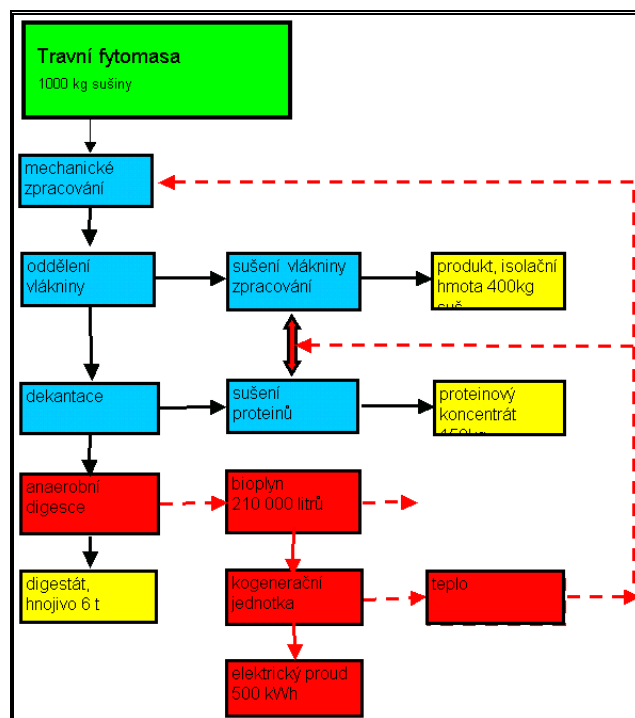 Travní fytomasa
1000 kg sušiny
mechanické
zpracování
oddělení
vlákniny
sušení vlákniny
zpracování
produkt, isolační
hmota 400kg
dekantace
sušení
proteinů
proteinový
koncentrát
anaerobní
digesce
bioplyn
210 000 litrů
digestát,
hnojivo 6 t
kogenerační
jednotka
teplo
elektrický proud
500 kWh